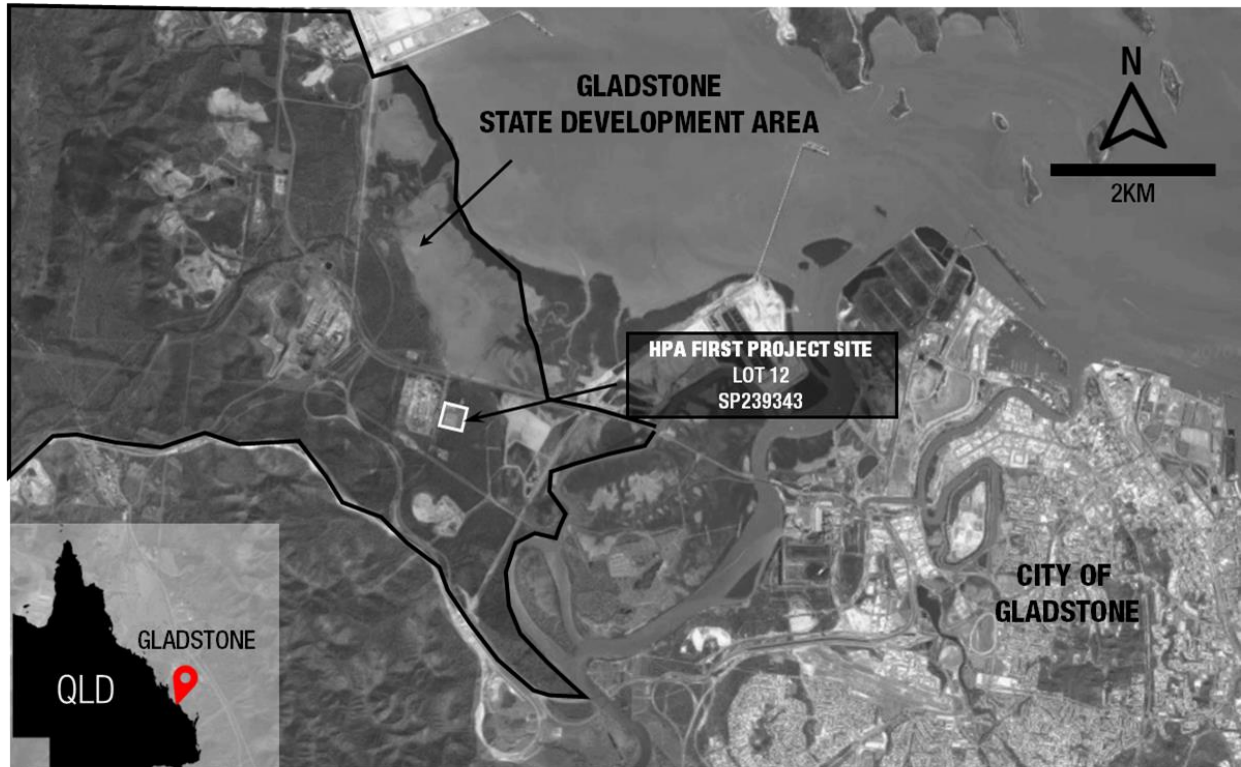 GLADSTONE
STATE DEVELOPMENT AREA
N
2KM
HPA FIRST PROJECT SITE
LOT 12
SP239343
CITY OF
GLADSTONE
GLADSTONE
QLD